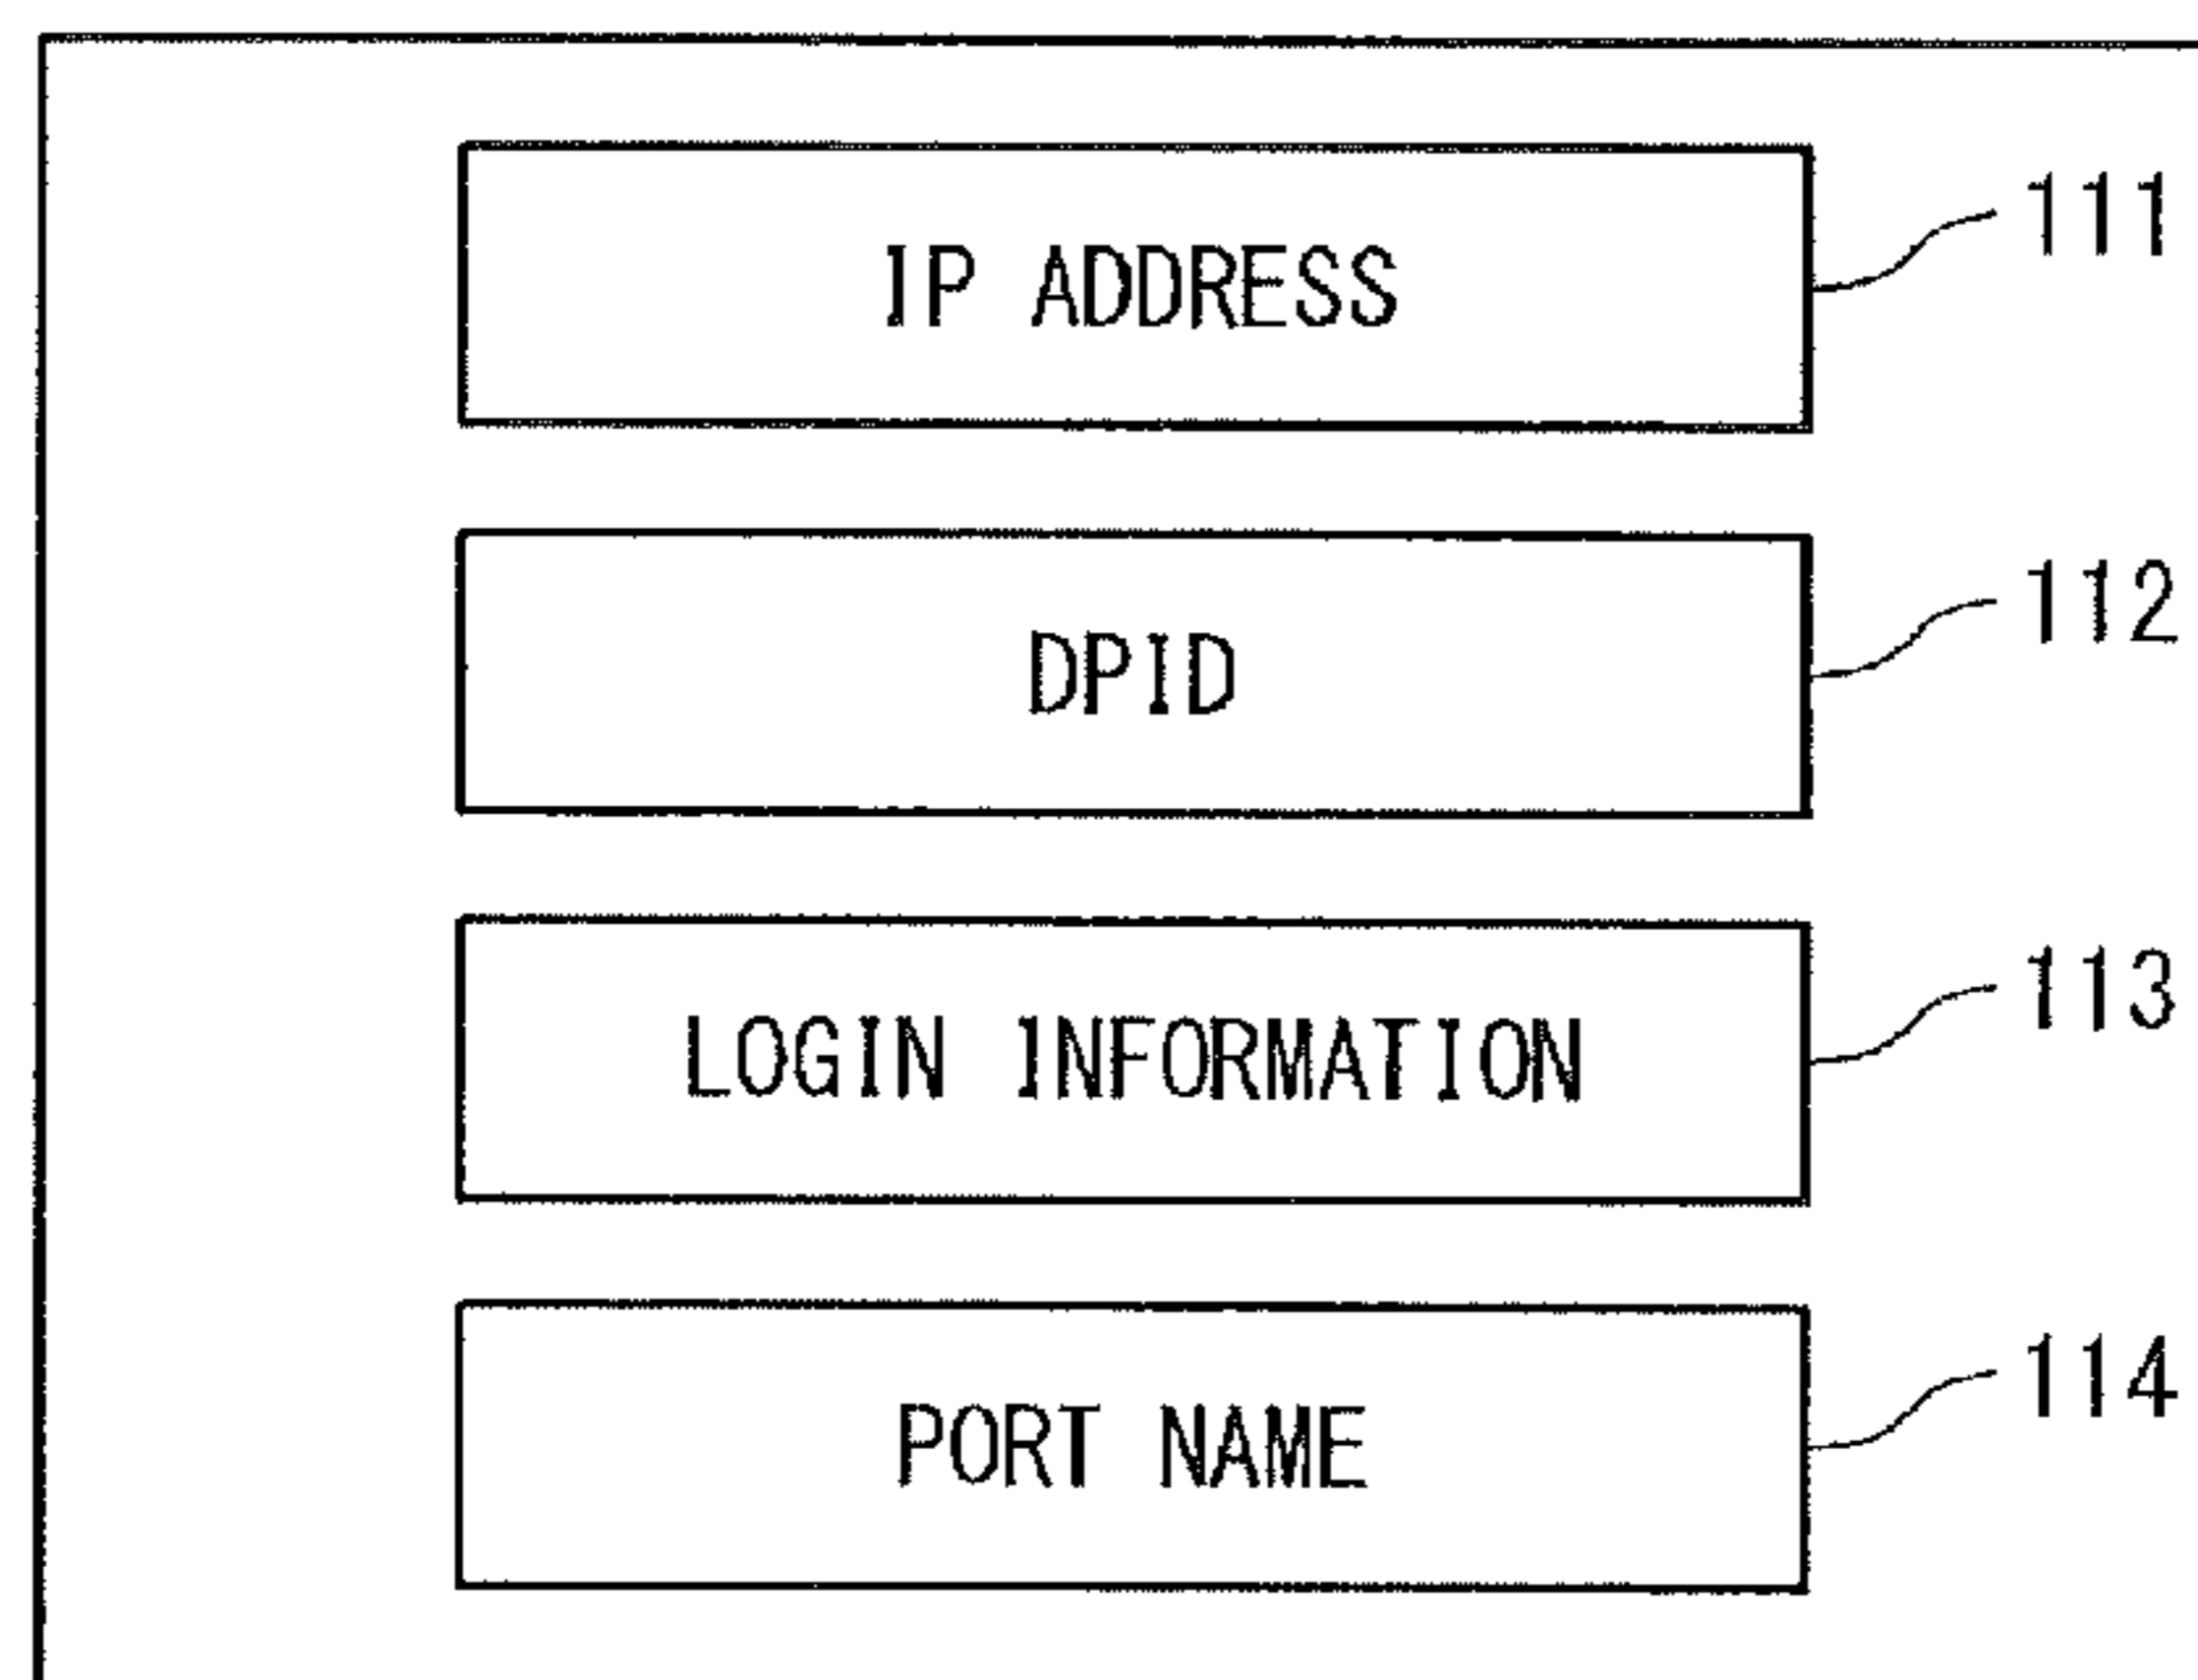 IP ADDRESS 111
DPID 112
LOGIN INFORMATION 113
PORT NAME 114